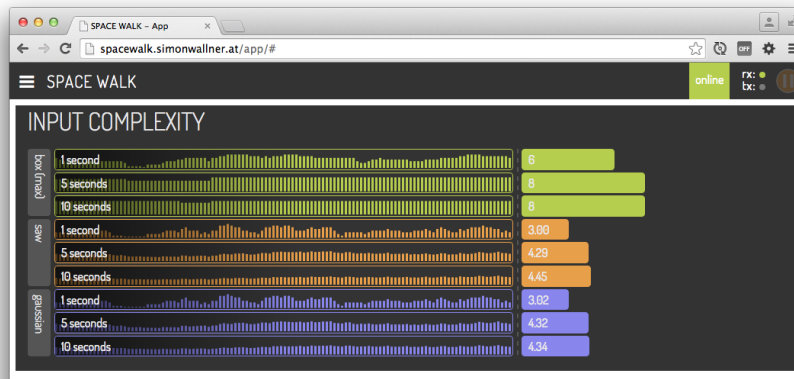 SPACE WALK - App
spacewalk.simonwallner.at/app/#
OFF
SPACE WALK
online
rx:
tx:
INPUT COMPLEXITY
box (max)
1 second
6
5 seconds
8
10 seconds
8
saw
1 second
3.00
5 seconds
4.29
10 seconds
4.45
gaussian
1 second
3.02
5 seconds
4.32
10 seconds
4.34